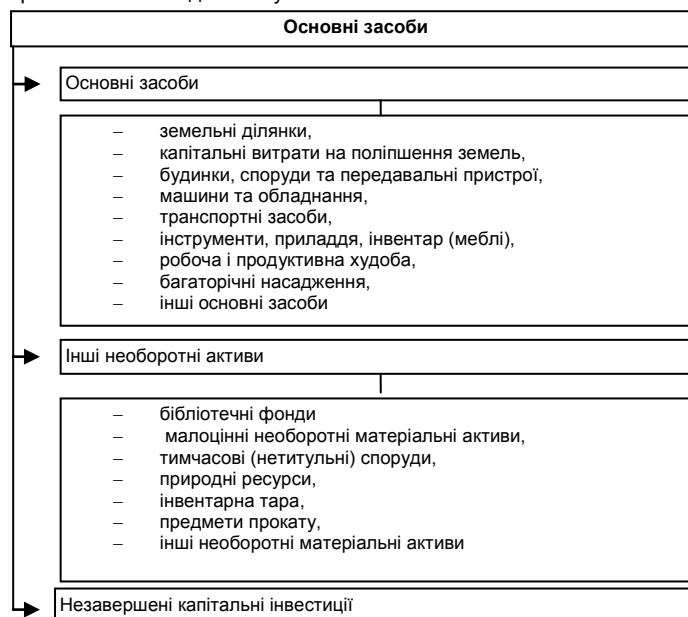 Основні засоби
Основні засоби
– земельні ділянки,
– капітальні витрати на поліпшення земель,
– будинки, споруди та передавальні пристрої,
– машини та обладнання,
– транспортні засоби,
– інструменти, приладдя, інвентар (меблі),
– робоча і продуктивна худоба,
– багаторічні насадження,
– інші основні засоби
Інші необоротні активи
– бібліотечні фонди
– малоцінні необоротні матеріальні активи,
– тимчасові (нетитульні) споруди,
– природні ресурси,
– інвентарна тара,
– предмети прокату,
– інші необоротні матеріальні активи
Незавершені капітальні інвестиції